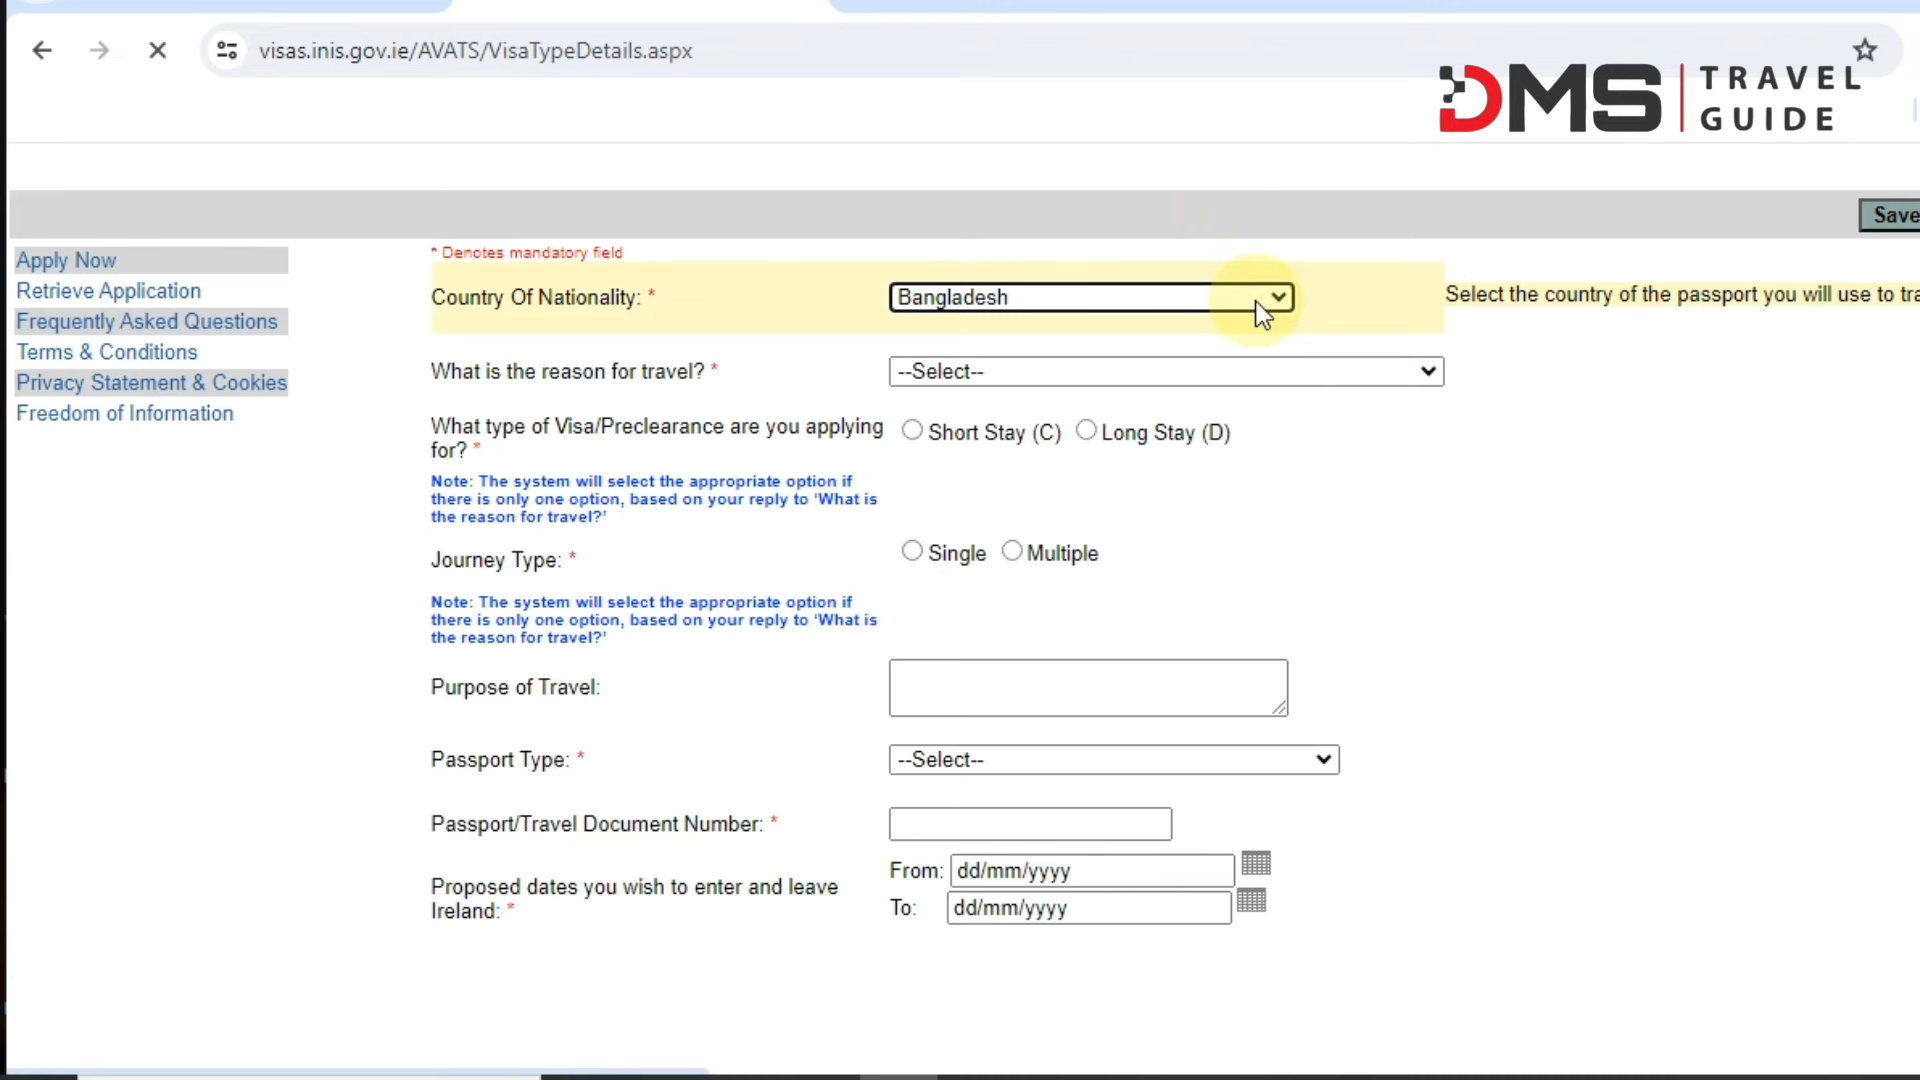 visas.inis.gov.ie/AVATS/VisaTypeDetails.aspx
DMS
TRAVEL
GUIDE
Save
Apply Now
Retrieve Application
Frequently Asked Questions
Terms & Conditions
Privacy Statement & Cookies
Freedom of Information
* Denotes mandatory field
Country Of Nationality: *
Bangladesh
Select the country of the passport you will use to
What is the reason for travel? *
--Select--
What type of Visa/Preclearance are you applying
for? *
Short Stay (C) Long Stay (D)
Note: The system will select the appropriate option if
there is only one option, based on your reply to ‘What is
the reason for travel?’
Journey Type: *
Single Multiple
Note: The system will select the appropriate option if
there is only one option, based on your reply to ‘What is
the reason for travel?’
Purpose of Travel:
Passport Type: *
--Select--
Passport/Travel Document Number: *
Proposed dates you wish to enter and leave
Ireland: *
From: dd/mm/yyyy
To: dd/mm/yyyy